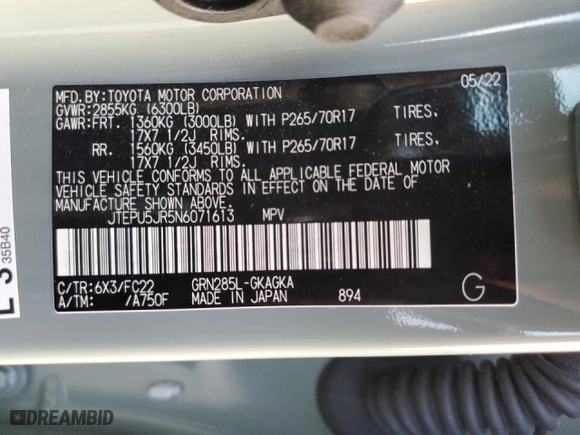 MFD.BY:TOYOTA MOTOR CORPORATION 05/22
GVWR:2855KG (6300LB)
GAWR:FRT. 1360KG (3000LB) WITH P265/70R17 TIRES.
17X7 1/2J RIMS.
RR. 1560KG (3450LB) WITH P265/70R17 TIRES.
17X7 1/2J RIMS.
THIS VEHICLE CONFORMS TO ALL APPLICABLE FEDERAL MOTOR
VEHICLE SAFETY STANDARDS IN EFFECT ON THE DATE OF
MANUFACTURE SHOWN ABOVE.
JTEPU5JR5N6071613 MPV
C/TR:6X3/FC22 GRN285L-GKAGKA
A/TM: /A750F MADE IN JAPAN 894 G
35B40
DREAMBID